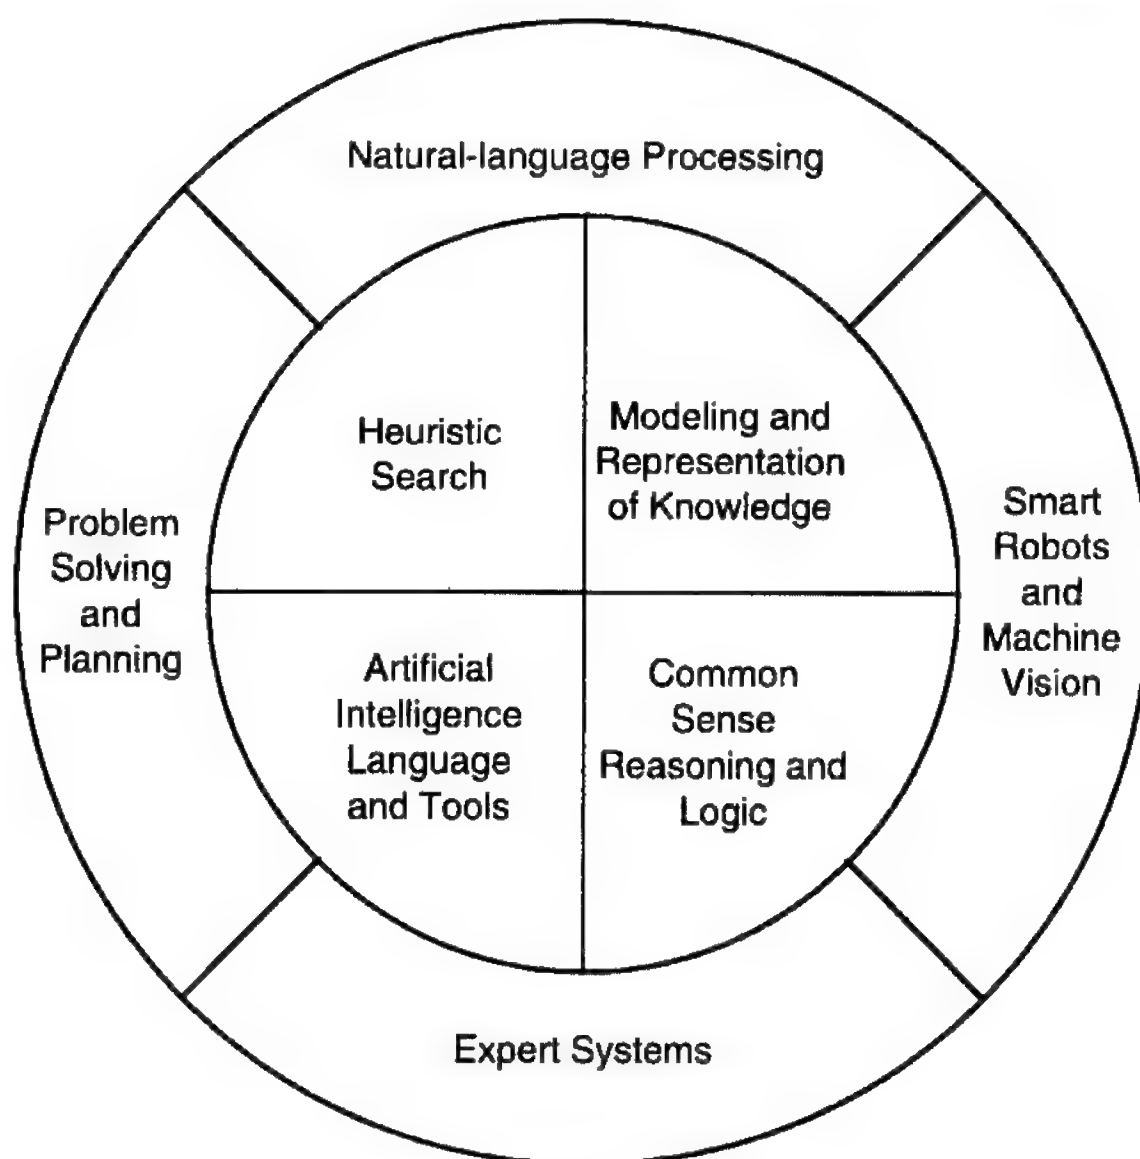 Natural-language Processing
Heuristic
Search
Modeling and
Representation
of Knowledge
Problem
Solving
and
Planning
Smart
Robots
and
Machine
Vision
Artificial
Intelligence
Language
and Tools
Common
Sense
Reasoning and
Logic
Expert Systems